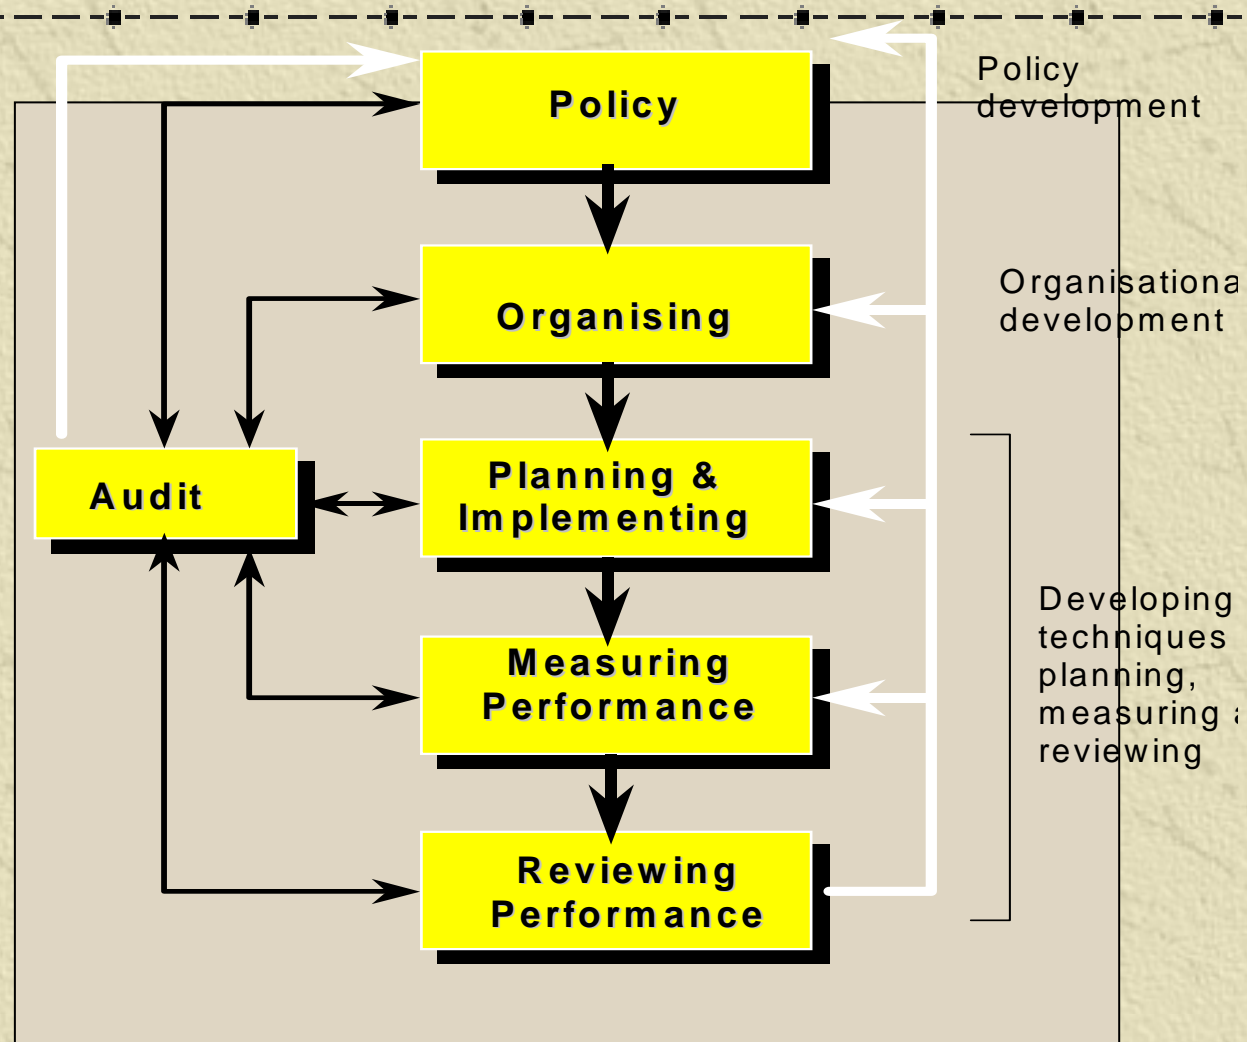 Policy
Policy
development
Organising
Organisationa
development
Audit
Planning &
Implementing
Measuring
Performance
Developing
techniques
planning,
measuring
reviewing
Reviewing
Performance